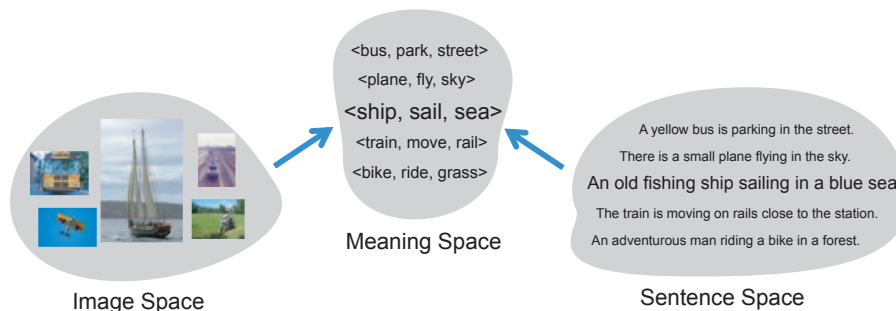 <bus, park, street>
<plane, fly, sky>
<ship, sail, sea>
<train, move, rail>
<bike, ride, grass>
Meaning Space
Image Space
A yellow bus is parking in the street.
There is a small plane flying in the sky.
An old fishing ship sailing in a blue sea
The train is moving on rails close to the station.
An adventurous man riding a bike in a forest.
Sentence Space